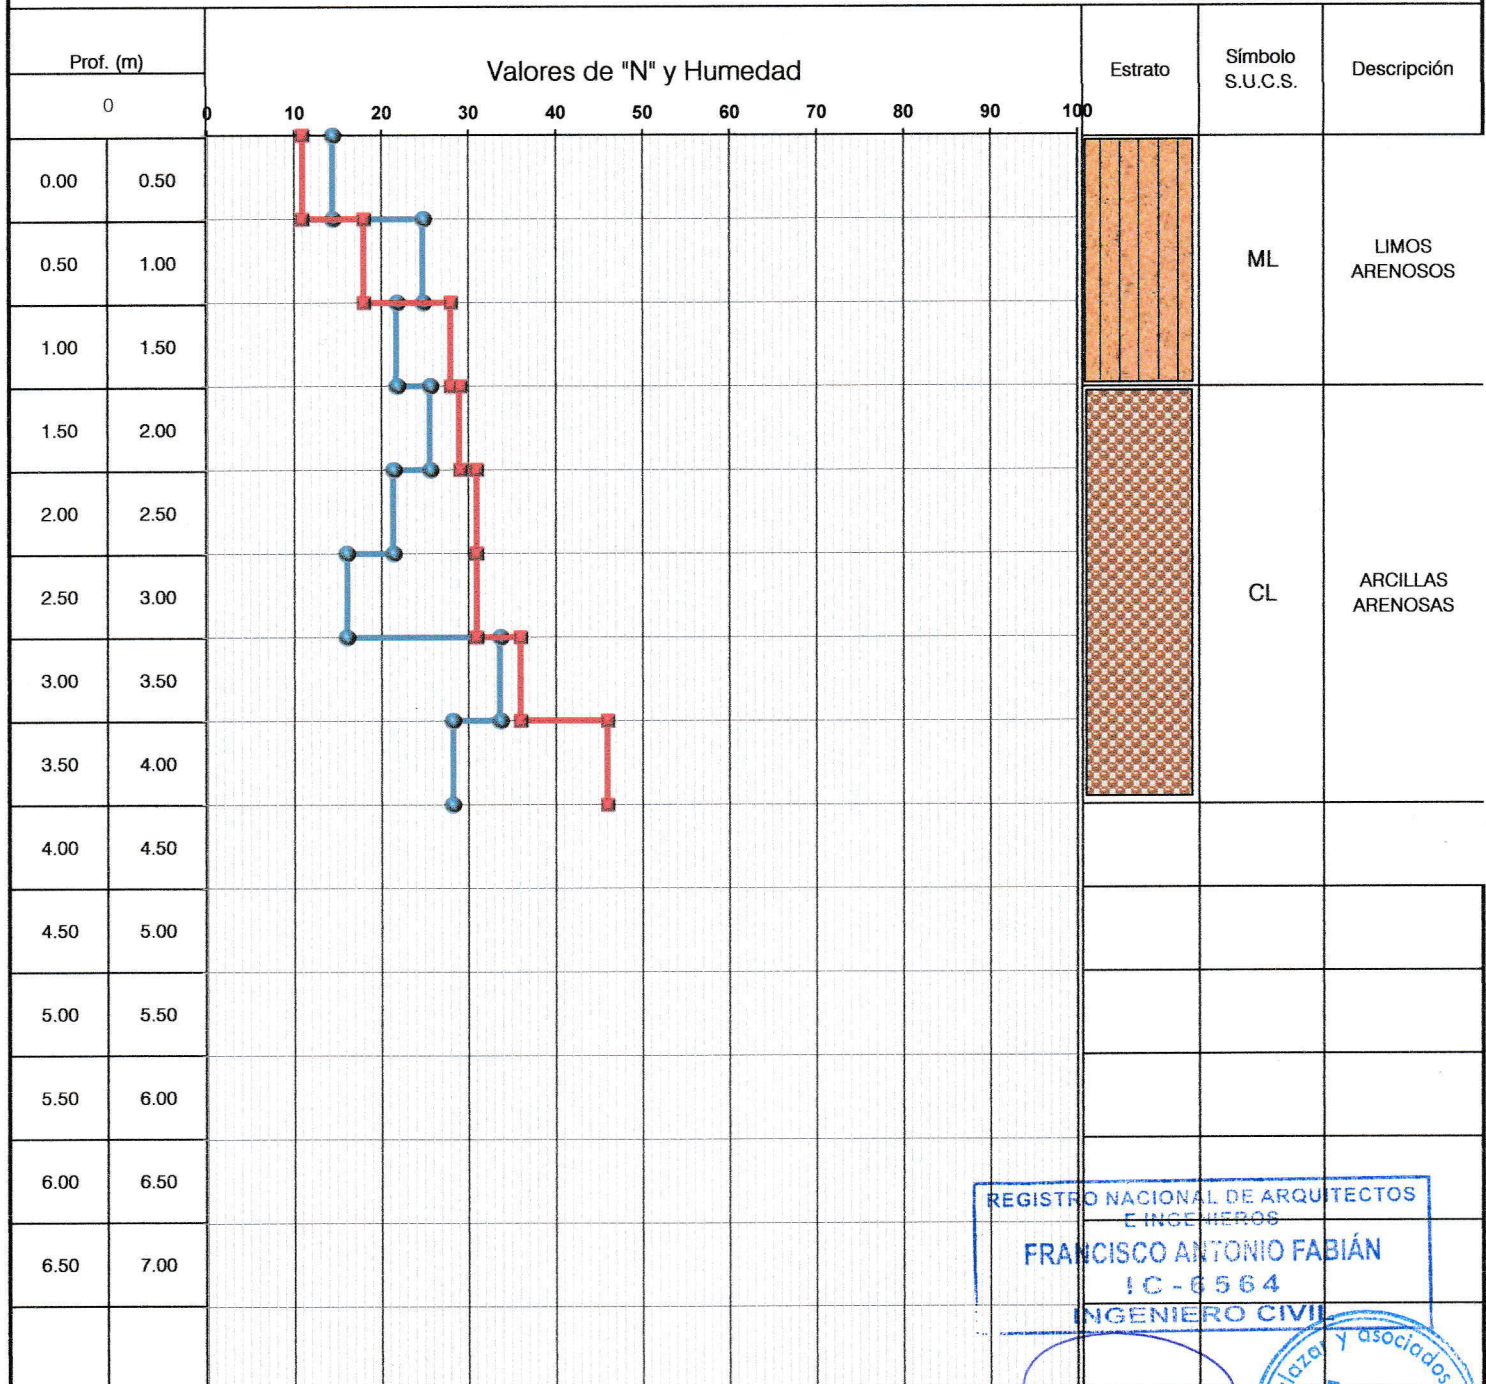 Prof. (m)
Valores de "N" y Humedad
Estrato
Símbolo
S.U.C.S.
Descripción
0
0 10 20 30 40 50 60 70 80 90 100
0.00 0.50
0.50 1.00
ML
LIMOS
ARENOSOS
1.00 1.50
1.50 2.00
2.00 2.50
2.50 3.00
CL
ARCILLAS
ARENOSAS
3.00 3.50
3.50 4.00
4.00 4.50
4.50 5.00
5.00 5.50
5.50 6.00
6.00 6.50
6.50 7.00
REGISTRO NACIONAL DE ARQUITECTOS
E INGENIEROS
FRANCISCO ANTONIO FABIÁN
IC-6564
INGENIERO CIVIL
y asociados